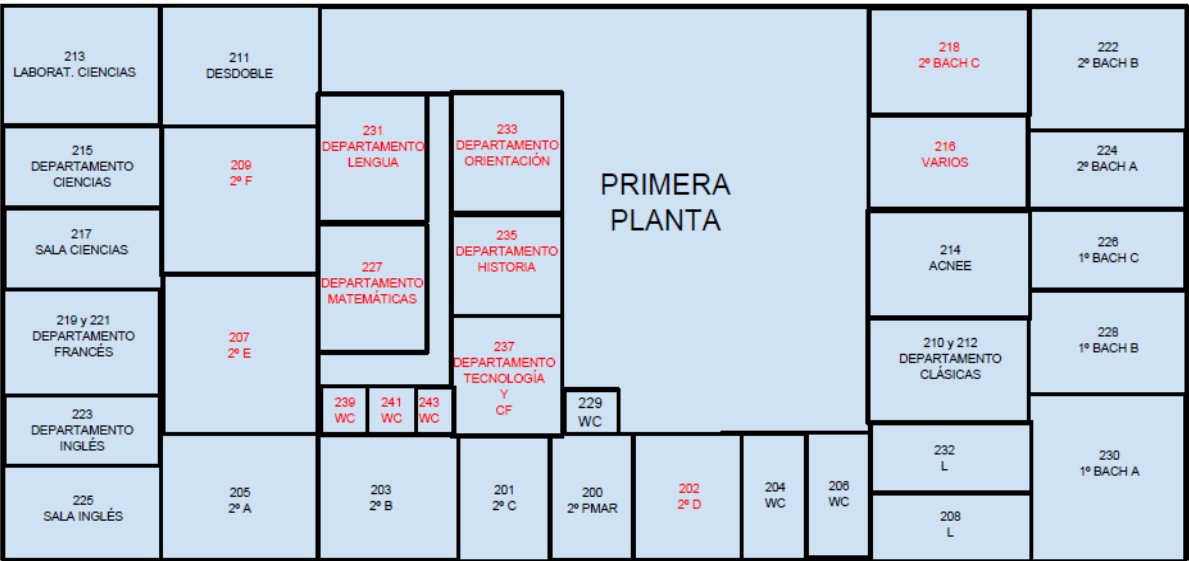 213
LABORAT. CIENCIAS
211
DESDOBLE
218
2º BACH C
222
2º BACH B
231
DEPARTAMENTO
LENGUA
233
DEPARTAMENTO
ORIENTACIÓN
215
DEPARTAMENTO
CIENCIAS
209
2º F
216
VARIOS
224
2º BACH A
PRIMERA
PLANTA
217
SALA CIENCIAS
235
DEPARTAMENTO
HISTORIA
214
ACNEE
226
1º BACH C
227
DEPARTAMENTO
MATEMÁTICAS
219 y 221
DEPARTAMENTO
FRANCÉS
207
2º E
237
DEPARTAMENTO
TECNOLOGÍA
Y
CF
210 y 212
DEPARTAMENTO
CLÁSICAS
228
1º BACH B
239
WC
241
WC
243
WC
229
WC
223
DEPARTAMENTO
INGLÉS
232
L
230
1º BACH A
225
SALA INGLÉS
205
2º A
203
2º B
201
2º C
200
2º PMAR
202
2º D
204
WC
206
WC
208
L